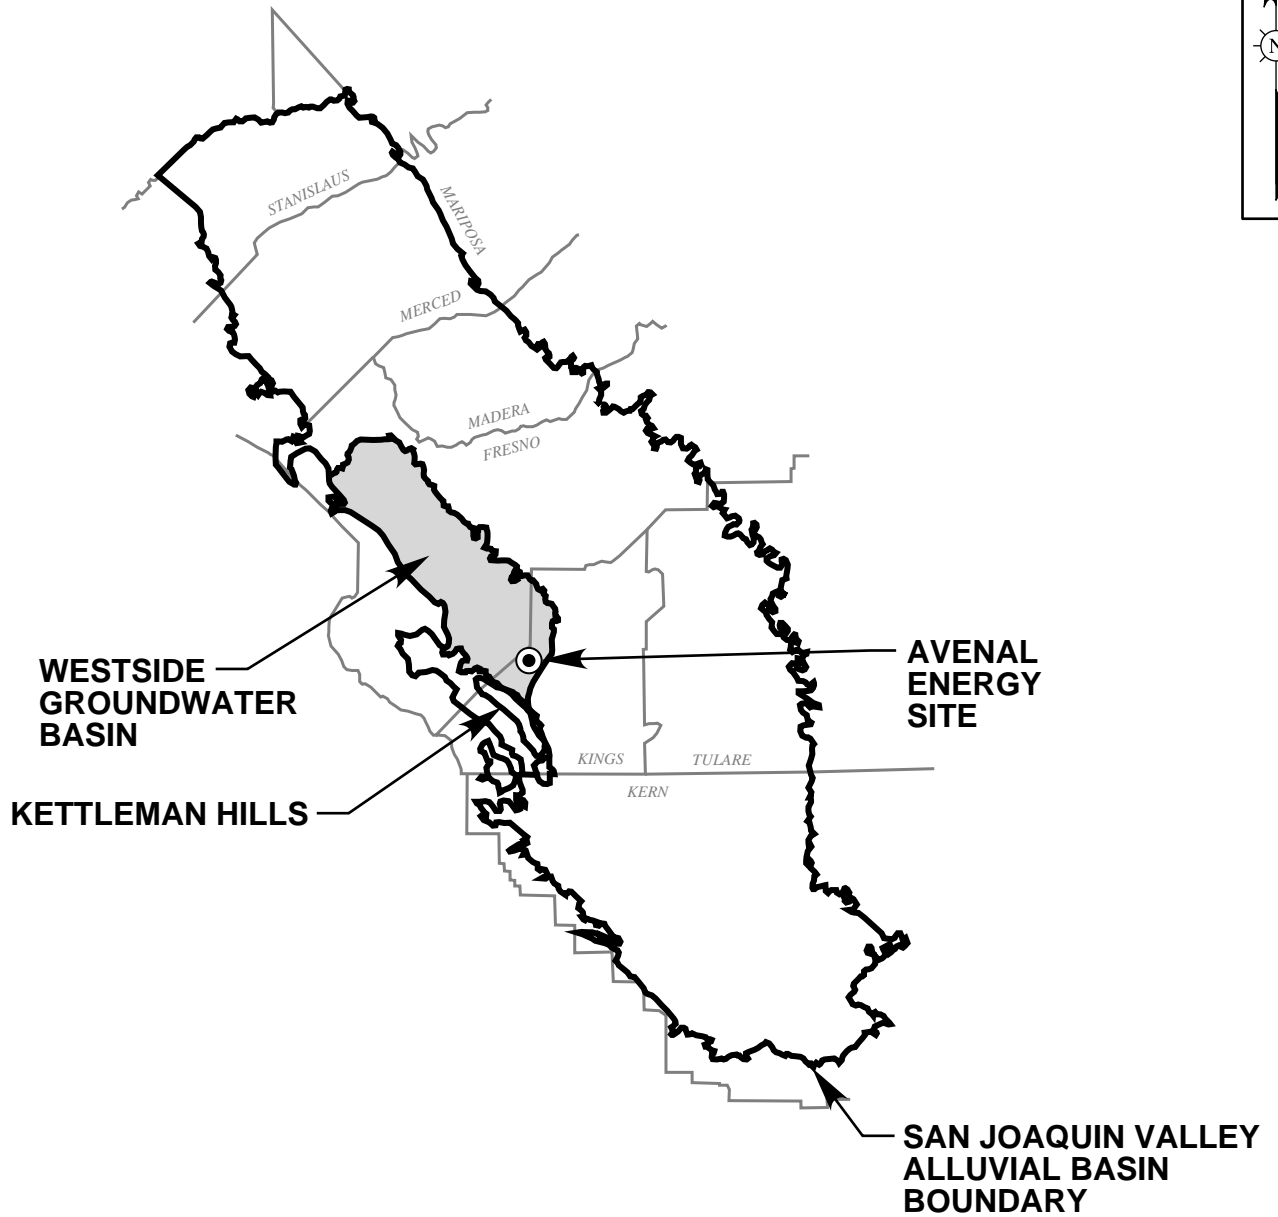 N
STANISLAUS
MARIPOSA
MERCED
MADERA
FRESNO
WESTSIDE
GROUNDWATER
BASIN
AVENAL
ENERGY
SITE
KINGS
TULARE
KERN
KETTLEMAN HILLS
SAN JOAQUIN VALLEY
ALLUVIAL BASIN
BOUNDARY